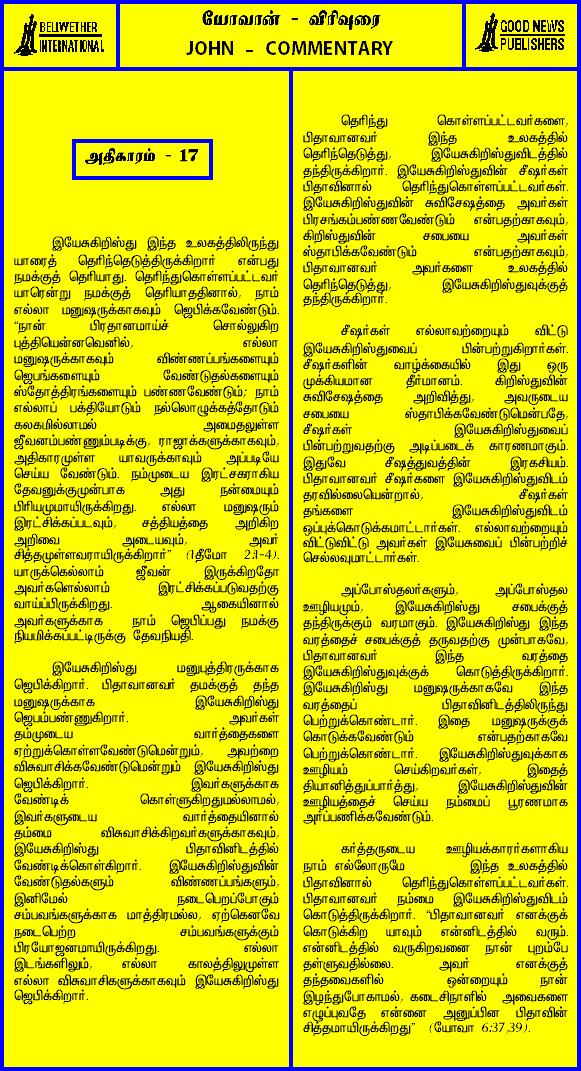 BELLWETHER
INTERNATIONAL
யோவான் - விரிவுரை
JOHN - COMMENTARY
GOOD NEWS
PUBLISHERS
அதிகாரம் - 17
இயேசுகிறிஸ்து இந்த உலகத்திலிருந்து
யாரைத் தெரிந்தெடுத்திருக்கிறார் என்பது
நமக்குத் தெரியாது. தெரிந்துகொள்ளப்பட்டவர்
யாரென்று நமக்குத் தெரியாததினால், நாம்
எல்லா மனுஷருக்காகவும் ஜெபிக்கவேண்டும்.
“நான் பிரதானமாய்ச் சொல்லுகிற
புத்தியென்னவெனில், எல்லா
மனுஷருக்காகவும் விண்ணப்பங்களையும்
ஜெபங்களையும் வேண்டுதல்களையும்
ஸ்தோத்திரங்களையும் பண்ணவேண்டும்; நாம்
எல்லாப் பக்தியோடும் நல்லொழுக்கத்தோடும்
கலகமில்லாமல் அமைதலுள்ள
ஜீவனம்பண்ணும்படிக்கு, ராஜாக்களுக்காகவும்,
அதிகாரமுள்ள யாவருக்காகவும் அப்படியே
செய்ய வேண்டும். நம்முடைய இரட்சகராகிய
தேவனுக்குமுன்பாக அது நன்மையும்
பிரியமுமாயிருக்கிறது. எல்லா மனுஷரும்
இரட்சிக்கப்படவும், சத்தியத்தை அறிகிற
அறிவை அடையவும், அவர்
சித்தமுள்ளவராயிருக்கிறார்” (1தீமோ 2:1-4).
யாருக்கெல்லாம் ஜீவன் இருக்கிறதோ
அவர்களெல்லாம் இரட்சிக்கப்படுவதற்கு
வாய்ப்பிருக்கிறது. ஆகையினால்
அவர்களுக்காக நாம் ஜெபிப்பது நமக்கு
நியமிக்கப்பட்டிருக்கு தேவநியதி.
இயேசுகிறிஸ்து மனுபுத்திரருக்காக
ஜெபிக்கிறார். பிதாவானவர் தமக்குத் தந்த
மனுஷருக்காக இயேசுகிறிஸ்து
ஜெபம்பண்ணுகிறார். அவர்கள்
தம்முடைய வார்த்தைகளை
ஏற்றுக்கொள்ளவேண்டுமென்றும், அவற்றை
விசுவாசிக்கவேண்டுமென்றும் இயேசுகிறிஸ்து
ஜெபிக்கிறார். இவர்களுக்காக
வேண்டிக் கொள்ளுகிறதுமல்லாமல்,
இவர்களுடைய வார்த்தையினால்
தம்மை விசுவாசிக்கிறவர்களுக்காகவும்,
இயேசுகிறிஸ்து பிதாவினிடத்தில்
வேண்டிக்கொள்கிறார். இயேசுகிறிஸ்துவின்
வேண்டுதல்களும் விண்ணப்பங்களும்,
இனிமேல் நடைபெறப்போகும்
சம்பவங்களுக்காக மாத்திரமல்ல, ஏற்கெனவே
நடைபெற்ற சம்பவங்களுக்கும்
பிரயோஜனமாயிருக்கிறது. எல்லா
இடங்களிலும், எல்லா காலத்திலுமுள்ள
எல்லா விசுவாசிகளுக்காகவும் இயேசுகிறிஸ்து
ஜெபிக்கிறார்.
தெரிந்து கொள்ளப்பட்டவர்களை,
பிதாவானவர் இந்த உலகத்தில்
தெரிந்தெடுத்து, இயேசுகிறிஸ்துவிடத்தில்
தந்திருக்கிறார். இயேசுகிறிஸ்துவின் சீஷர்கள்
பிதாவினால் தெரிந்துகொள்ளப்பட்டவர்கள்.
இயேசுகிறிஸ்துவின் சுவிசேஷத்தை அவர்கள்
பிரசங்கம்பண்ணவேண்டும் என்பதற்காகவும்,
கிறிஸ்துவின் சபையை அவர்கள்
ஸ்தாபிக்கவேண்டும் என்பதற்காகவும்,
பிதாவானவர் அவர்களை உலகத்தில்
தெரிந்தெடுத்து, இயேசுகிறிஸ்துவுக்குத்
தந்திருக்கிறார்.
சீஷர்கள் எல்லாவற்றையும் விட்டு
இயேசுகிறிஸ்துவைப் பின்பற்றுகிறார்கள்.
சீஷர்களின் வாழ்க்கையில் இது ஒரு
முக்கியமான தீர்மானம். கிறிஸ்துவின்
சுவிசேஷத்தை அறிவித்து, அவருடைய
சபையை ஸ்தாபிக்கவேண்டுமென்பதே,
சீஷர்கள் இயேசுகிறிஸ்துவைப்
பின்பற்றுவதற்கு அடிப்படைக் காரணமாகும்.
இதுவே சீஷத்துவத்தின் இரகசியம்.
பிதாவானவர் சீஷர்களை இயேசுகிறிஸ்துவிடம்
தரவில்லையென்றால், சீஷர்கள்
தங்களை இயேசுகிறிஸ்துவிடம்
ஒப்புக்கொடுக்கமாட்டார்கள். எல்லாவற்றையும்
விட்டுவிட்டு அவர்கள் இயேசுவைப் பின்பற்றிச்
செல்லவுமாட்டார்கள்.
அப்போஸ்தலர்களும், அப்போஸ்தல
ஊழியமும், இயேசுகிறிஸ்து சபைக்குத்
தந்திருக்கும் வரமாகும். இயேசுகிறிஸ்து இந்த
வரத்தைச் சபைக்குத் தருவதற்கு முன்பாகவே,
பிதாவானவர் இந்த வரத்தை
இயேசுகிறிஸ்துவுக்குக் கொடுத்திருக்கிறார்.
இயேசுகிறிஸ்து மனுஷருக்காகவே இந்த
வரத்தைப் பிதாவினிடத்திலிருந்து
பெற்றுக்கொண்டார். இதை மனுஷருக்குக்
கொடுக்கவேண்டும் என்பதற்காகவே
பெற்றுக்கொண்டார். இயேசுகிறிஸ்துவுக்காக
ஊழியம் செய்கிறவர்கள், இதைத்
தியானித்துப்பார்த்து, இயேசுகிறிஸ்துவின்
ஊழியத்தைச் செய்ய நம்மைப் பூரணமாக
அர்ப்பணிக்கவேண்டும்.
கர்த்தருடைய ஊழியக்காரர்களாகிய
நாம் எல்லோருமே இந்த உலகத்தில்
பிதாவினால் தெரிந்துகொள்ளப்பட்டவர்கள்.
பிதாவானவர் நம்மை இயேசுகிறிஸ்துவிடம்
கொடுத்திருக்கிறார். “பிதாவானவர் எனக்குக்
கொடுக்கிற யாவும் என்னிடத்தில் வரும்.
என்னிடத்தில் வருகிறவனை நான் புறம்பே
தள்ளுவதில்லை. அவர் எனக்குத்
தந்தவைகளில் ஒன்றையும் நான்
இழந்துபோகாமல், கடைசிநாளில் அவைகளை
எழுப்புவதே என்னை அனுப்பின பிதாவின்
சித்தமாயிருக்கிறது” (யோவா 6:37,39).